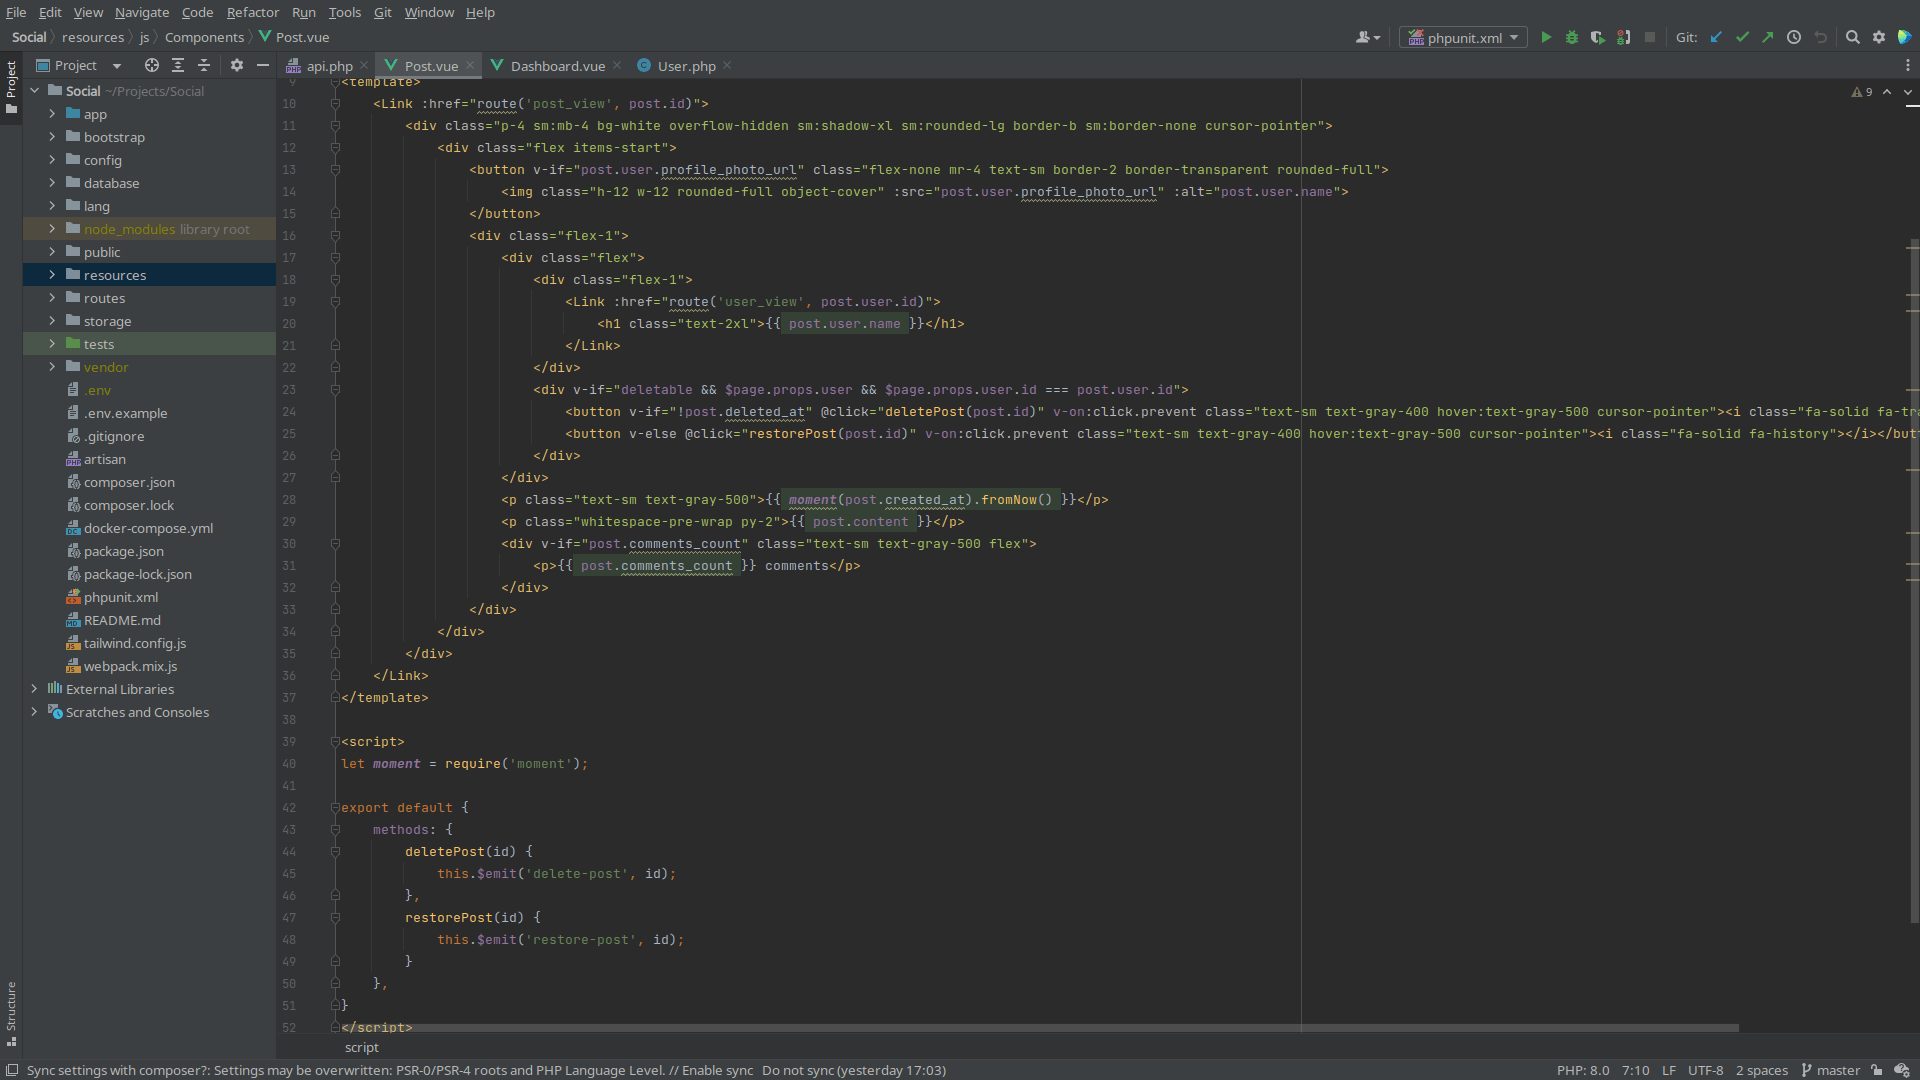 File Edit View Navigate Code Refactor Run Tools Git Window Help
Social resources js Components Post.vue phpunit.xml Git:
Project api.php Post.vue Dashboard.vue User.php
Project
Social ~/Projects/Social
app
bootstrap
config
database
lang
node_modules library root
public
resources
routes
storage
tests
vendor
.env
.env.example
.gitignore
artisan
composer.json
composer.lock
docker-compose.yml
package.json
package-lock.json
phpunit.xml
README.md
tailwind.config.js
webpack.mix.js
External Libraries
Scratches and Consoles
Structure
9
9 <template>
10 <Link :href="route('post_view', post.id)">
11 <div class="p-4 sm:mb-4 bg-white overflow-hidden sm:shadow-xl sm:rounded-lg border-b sm:border-none cursor-pointer">
12 <div class="flex items-start">
13 <button v-if="post.user.profile_photo_url" class="flex-none mr-4 text-sm border-2 border-transparent rounded-full">
14 <img class="h-12 w-12 rounded-full object-cover" :src="post.user.profile_photo_url" :alt="post.user.name">
15 </button>
16 <div class="flex-1">
17 <div class="flex">
18 <div class="flex-1">
19 <Link :href="route('user_view', post.user.id)">
20 <h1 class="text-2xl">{{ post.user.name }}</h1>
21 </Link>
22 </div>
23 <div v-if="deletable && $page.props.user && $page.props.user.id === post.user.id">
24 <button v-if="!post.deleted_at" @click="deletePost(post.id)" v-on:click.prevent class="text-sm text-gray-400 hover:text-gray-500 cursor-pointer"><i class="fa-solid fa-tra
25 <button v-else @click="restorePost(post.id)" v-on:click.prevent class="text-sm text-gray-400 hover:text-gray-500 cursor-pointer"><i class="fa-solid fa-history"></i></but
26 </div>
27 </div>
28 <p class="text-sm text-gray-500">{{ moment(post.created_at).fromNow() }}</p>
29 <p class="whitespace-pre-wrap py-2">{{ post.content }}</p>
30 <div v-if="post.comments_count" class="text-sm text-gray-500 flex">
31 <p>{{ post.comments_count }} comments</p>
32 </div>
33 </div>
34 </div>
35 </div>
36 </Link>
37 </template>
38
39 <script>
40 let moment = require('moment');
41
42 export default {
43 methods: {
44 deletePost(id) {
45 this.$emit('delete-post', id);
46 },
47 restorePost(id) {
48 this.$emit('restore-post', id);
49 }
50 },
51 }
52 </script>
script
Sync settings with composer?: Settings may be overwritten: PSR-0/PSR-4 roots and PHP Language Level. // Enable sync Do not sync (yesterday 17:03) PHP: 8.0 7:10 LF UTF-8 2 spaces master